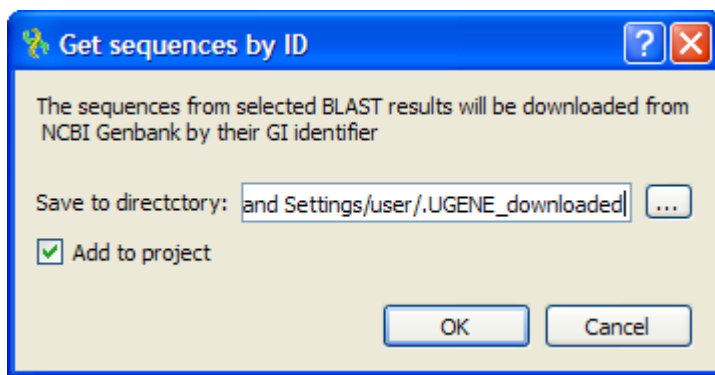 Get sequences by ID
The sequences from selected BLAST results will be downloaded from
NCBI Genbank by their GI identifier
Save to directctory: and Settings/user/.UGENE_downloaded ...
Add to project
OK Cancel